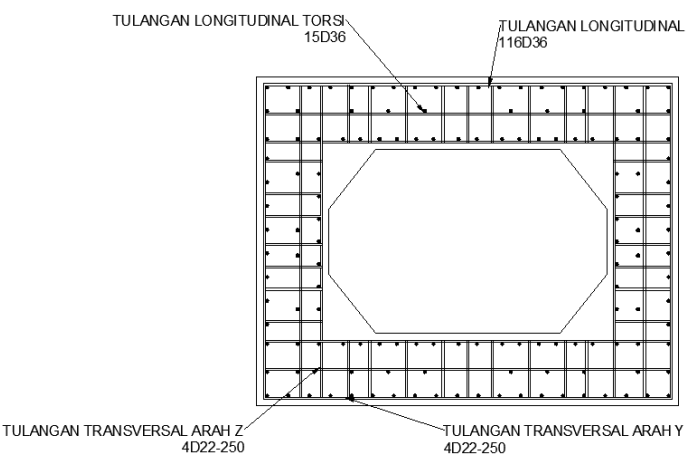 TULANGAN LONGITUDINAL TORSI
15D36
TULANGAN LONGITUDINAL
116D36
TULANGAN TRANSVERSAL ARAH Z
4D22-250
TULANGAN TRANSVERSAL ARAH Y
4D22-250